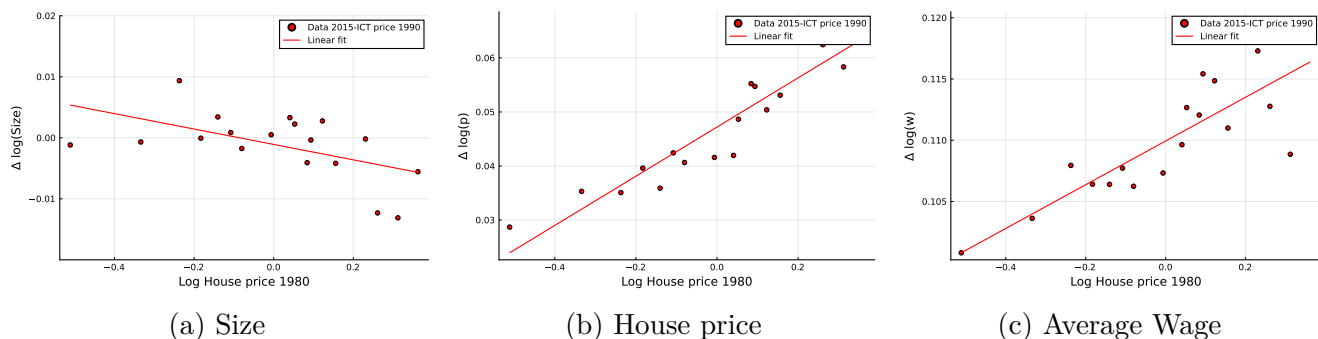 Data 2015-ICT price 1990
Linear fit
0.02
0.01
0.00
−0.01
Δ log(Size)
−0.4
−0.2
0.0
0.2
Log House price 1980
(a) Size
Data 2015-ICT price 1990
Linear fit
0.06
0.05
0.04
0.03
Δ log(p)
−0.4
−0.2
0.0
0.2
Log House price 1980
(b) House price
Data 2015-ICT price 1990
Linear fit
0.120
0.115
0.110
0.105
Δ log(w)
−0.4
−0.2
0.0
0.2
Log House price 1980
(c) Average Wage